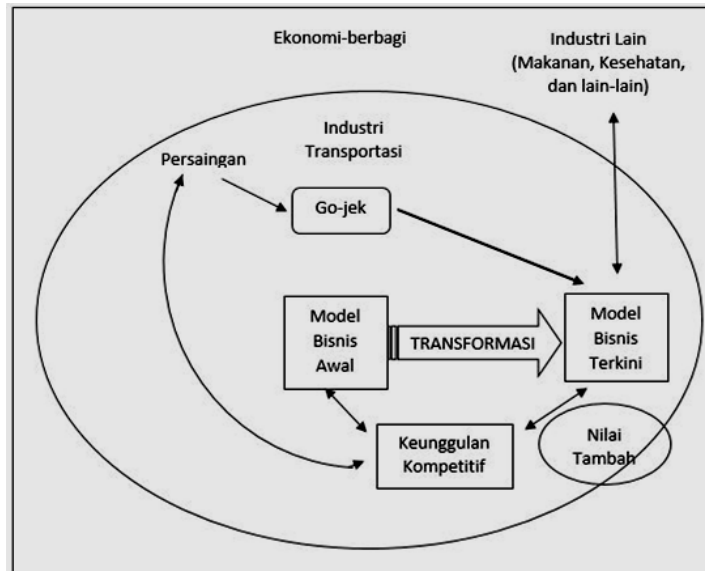 Ekonomi-berbagi
Industri Lain
(Makanan, Kesehatan,
dan lain-lain)
Industri
Transportasi
Persaingan
Go-jek
Model
Bisnis
Awal
TRANSFORMASI
Model
Bisnis
Terkini
Keunggulan
Kompetitif
Nilai
Tambah